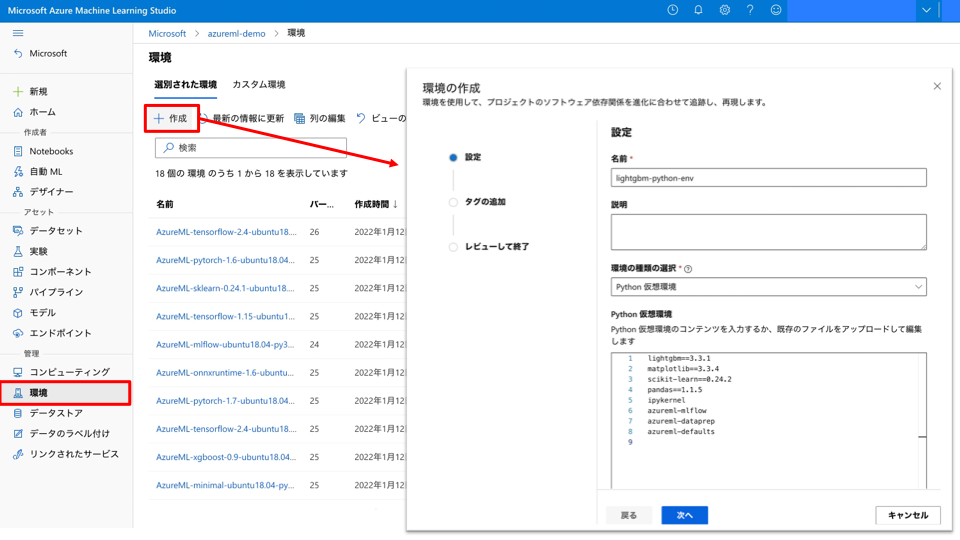 Microsoft Azure Machine Learning Studio
Microsoft > azureml-demo > 環境
Microsoft
環境
選別された環境 カスタム環境
新規
ホーム
作成者
Notebooks
自動 ML
デザイナー
アセット
データセット
実験
コンポーネント
パイプライン
モデル
エンドポイント
管理
コンピューティング
環境
データストア
データのラベル付け
リンクされたサービス
作成 最新の情報に更新 列の編集 ビューの
検索
18 個の 環境 のうち 1 から 18 を表示しています
名前 バー... 作成時間 ↓
AzureML-tensorflow-2.4-ubuntu18.... 26 2022年1月12
AzureML-pytorch-1.6-ubuntu18.04-... 25 2022年1月12
AzureML-sklearn-0.24.1-ubuntu18.... 25 2022年1月12
AzureML-tensorflow-1.15-ubuntu1... 25 2022年1月12
AzureML-mlflow-ubuntu18.04-py3... 24 2022年1月12
AzureML-onnxruntime-1.6-ubuntu... 25 2022年1月12
AzureML-pytorch-1.7-ubuntu18.04-... 25 2022年1月12
AzureML-tensorflow-2.4-ubuntu18.... 25 2022年1月12
AzureML-xgboost-0.9-ubuntu18.04... 25 2022年1月12
AzureML-minimal-ubuntu18.04-py... 25 2022年1月12
環境の作成
環境を使用して、プロジェクトのソフトウェア依存関係を進化に合わせて追跡し、再現します。
設定
タグの追加
レビューして終了
設定
名前 *
lightgbm-python-env
説明
環境の種類の選択 *
Python 仮想環境
Python 仮想環境
Python 仮想環境のコンテンツを入力するか、既存のファイルをアップロードして編集
します
1 lightgbm==3.3.1
2 matplotlib==3.3.4
3 scikit-learn==0.24.2
4 pandas==1.1.5
5 ipykernel
6 azureml-mlflow
7 azureml-dataprep
8 azureml-defaults
9
戻る 次へ キャンセル